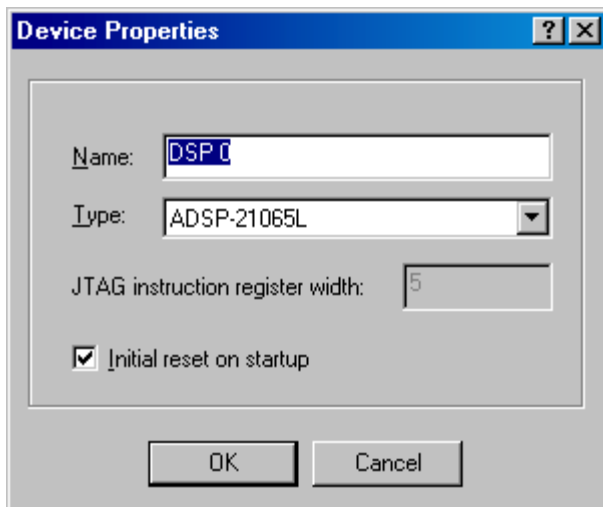 Device Properties
Name: DSP 0
Type: ADSP-21065L
JTAG instruction register width: 5
Initial reset on startup
OK Cancel